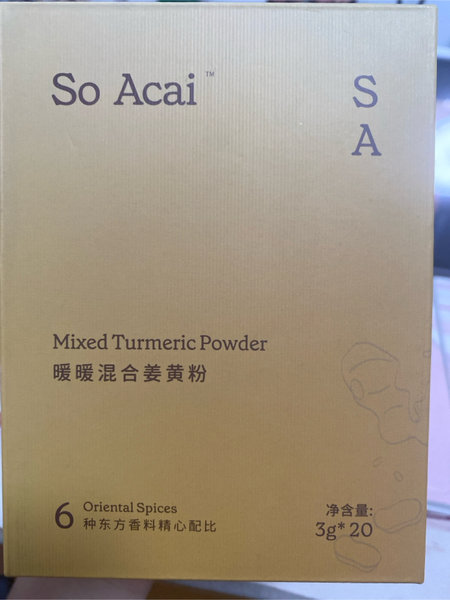 So Acai™
S
A
Mixed Turmeric Powder
暖暖混合姜黄粉
6
Oriental Spices
种东方香料精心配比
净含量:
3g* 20